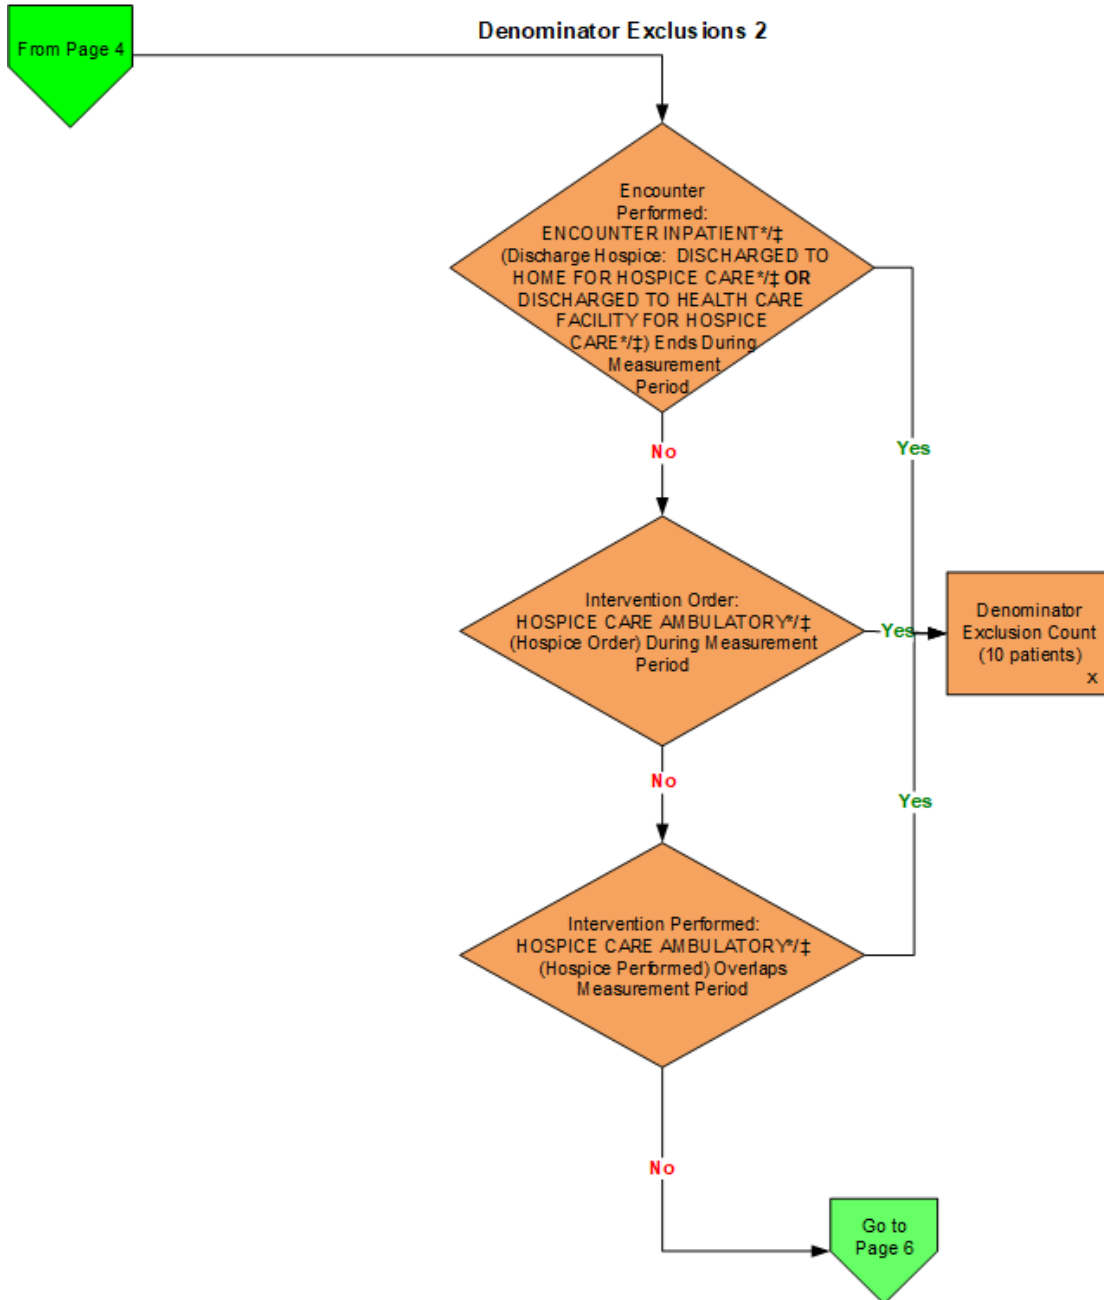 Denominator Exclusions 2
From Page 4
Encounter
Performed:
ENCOUNTER INPATIENT*/‡
(Discharge Hospice: DISCHARGED TO
HOME FOR HOSPICE CARE*/‡ OR
DISCHARGED TO HEALTH CARE
FACILITY FOR HOSPICE
CARE*/‡) Ends During
Measurement
Period
No
Yes
Intervention Order:
HOSPICE CARE AMBULATORY*/‡
(Hospice Order) During Measurement
Period
Yes
Denominator
Exclusion Count
(10 patients)
x
No
Yes
Intervention Performed:
HOSPICE CARE AMBULATORY*/‡
(Hospice Performed) Overlaps
Measurement Period
No
Go to
Page 6